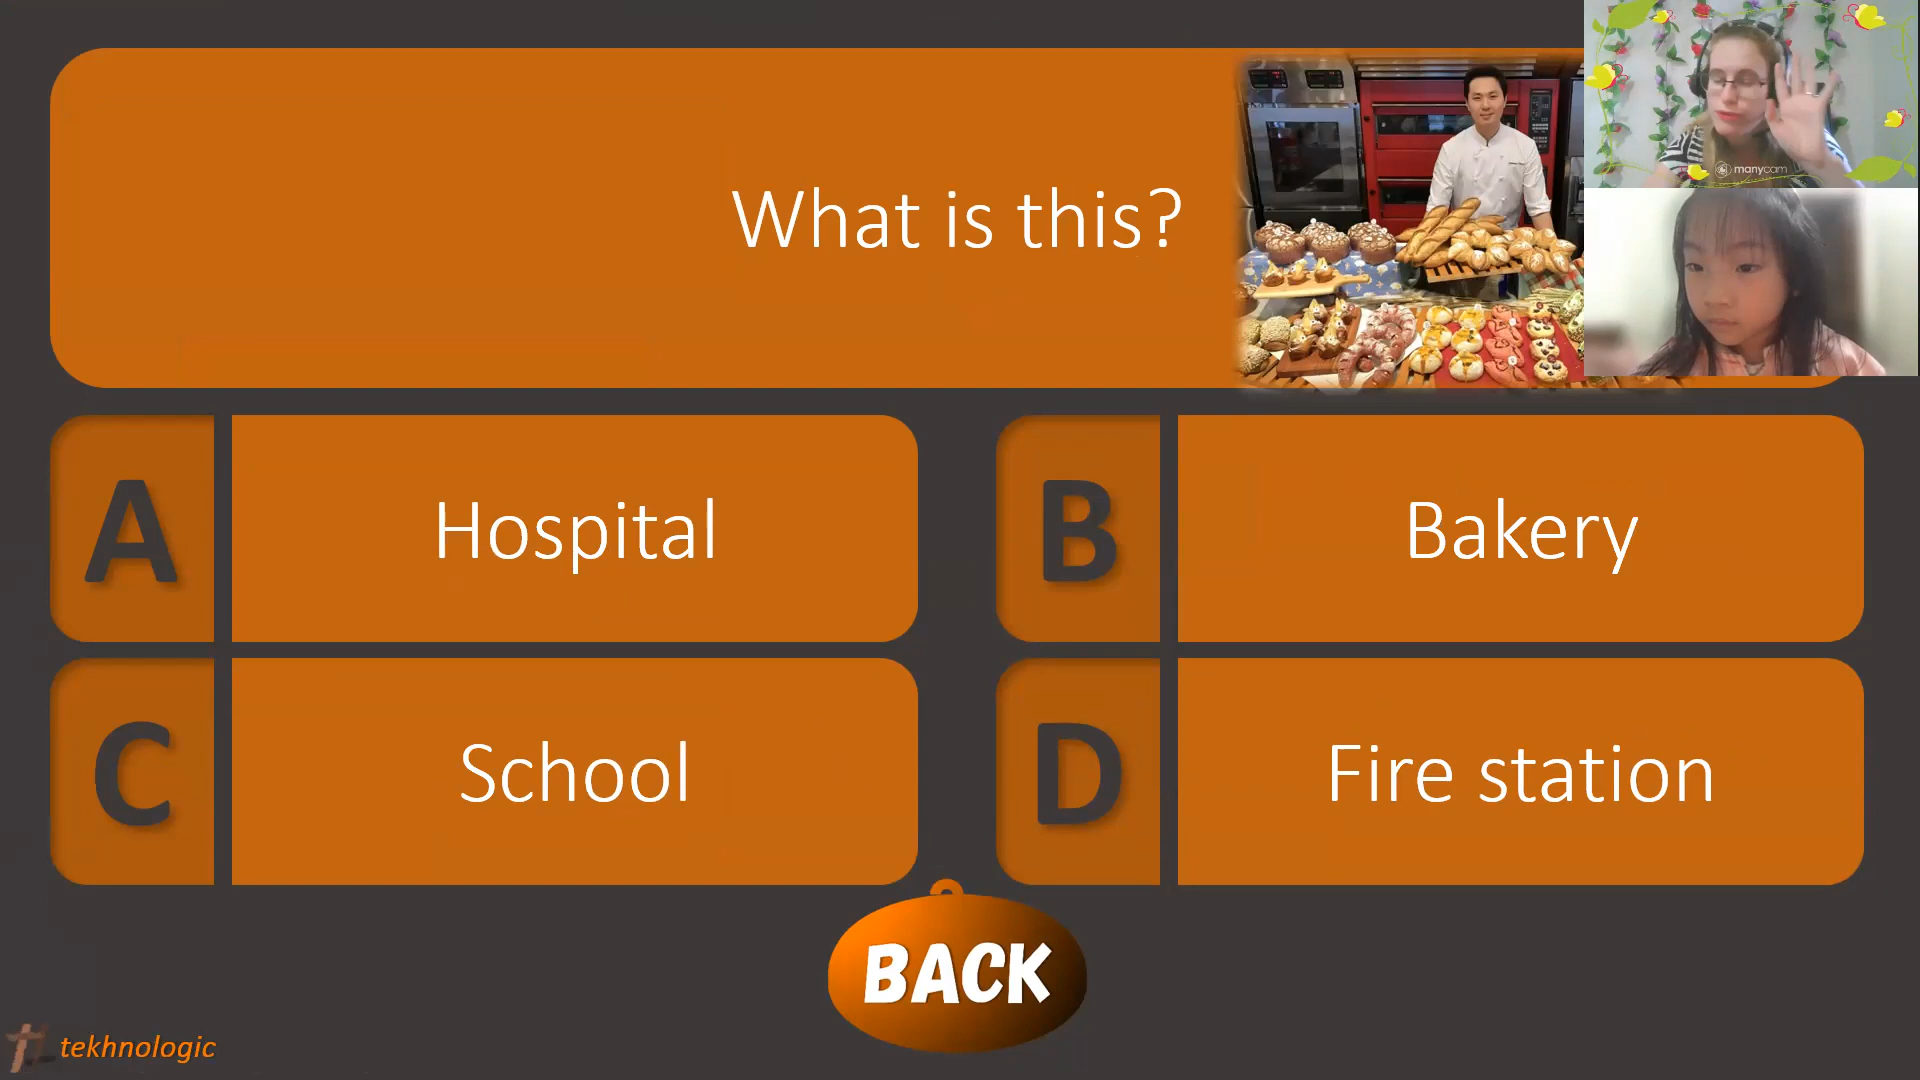 What is this?
manycam
A
Hospital
B
Bakery
C
School
D
Fire station
BACK
tekhnologic